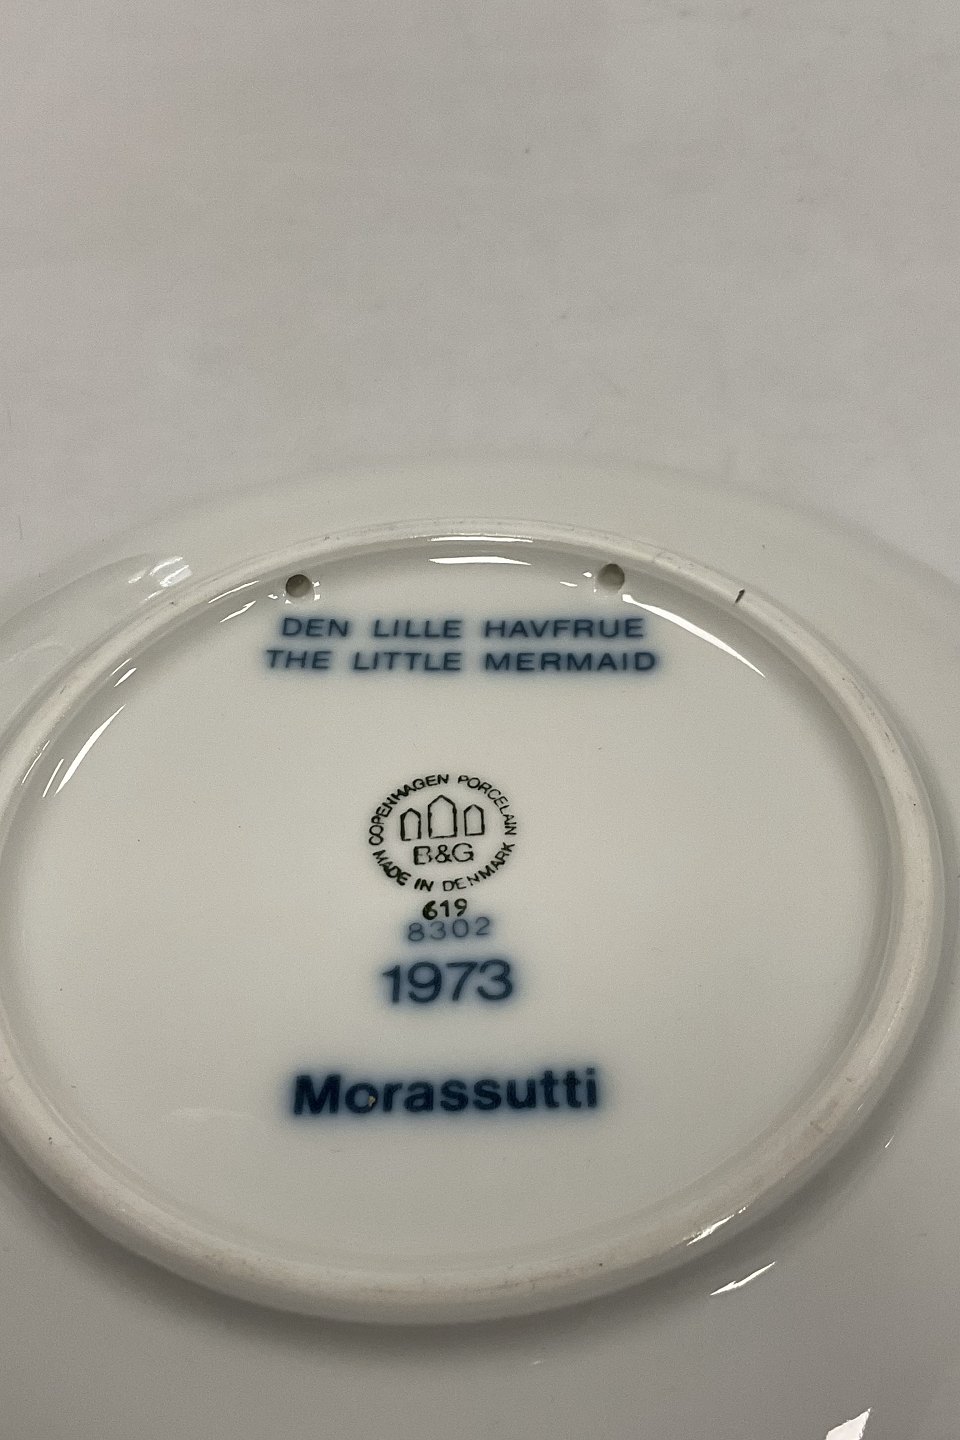 DEN LILLE HAVFRUE
THE LITTLE MERMAID
COPENHAGEN PORCELAIN
B&G
MADE IN DENMARK
619
8302
1973
Morassutti